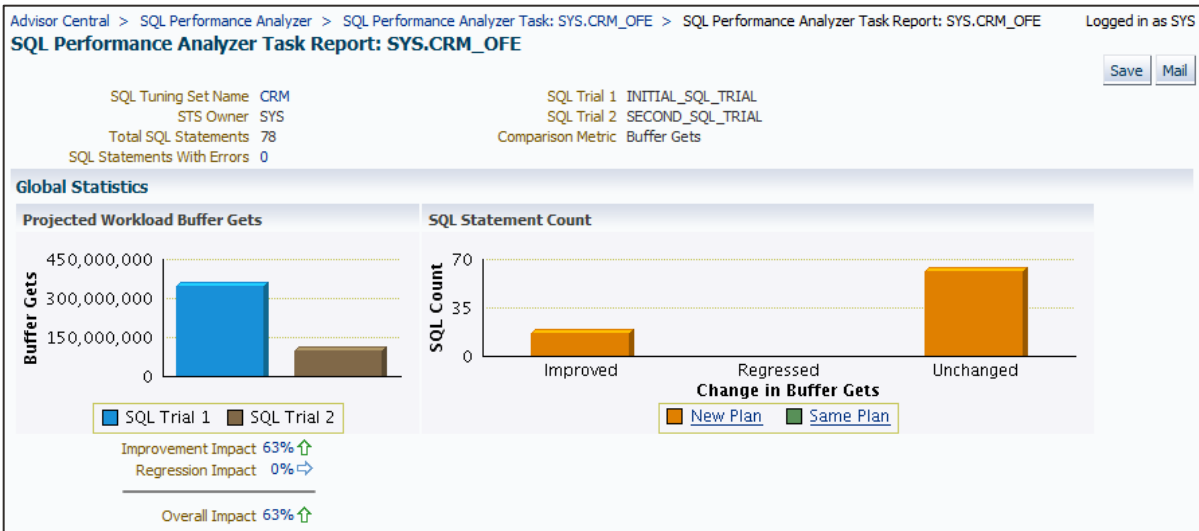 Advisor Central > SQL Performance Analyzer > SQL Performance Analyzer Task: SYS.CRM_OFE > SQL Performance Analyzer Task Report: SYS.CRM_OFE Logged in as SYS
SQL Performance Analyzer Task Report: SYS.CRM_OFE
Save Mail
SQL Tuning Set Name CRM SQL Trial 1 INITIAL_SQL_TRIAL
STS Owner SYS SQL Trial 2 SECOND_SQL_TRIAL
Total SQL Statements 78 Comparison Metric Buffer Gets
SQL Statements With Errors 0
Global Statistics
Projected Workload Buffer Gets
Buffer Gets
450,000,000
300,000,000
150,000,000
0
SQL Trial 1 SQL Trial 2
Improvement Impact 63%
Regression Impact 0%
Overall Impact 63%
SQL Statement Count
SQL Count
70
35
0
Improved Regressed Unchanged
Change in Buffer Gets
New Plan Same Plan